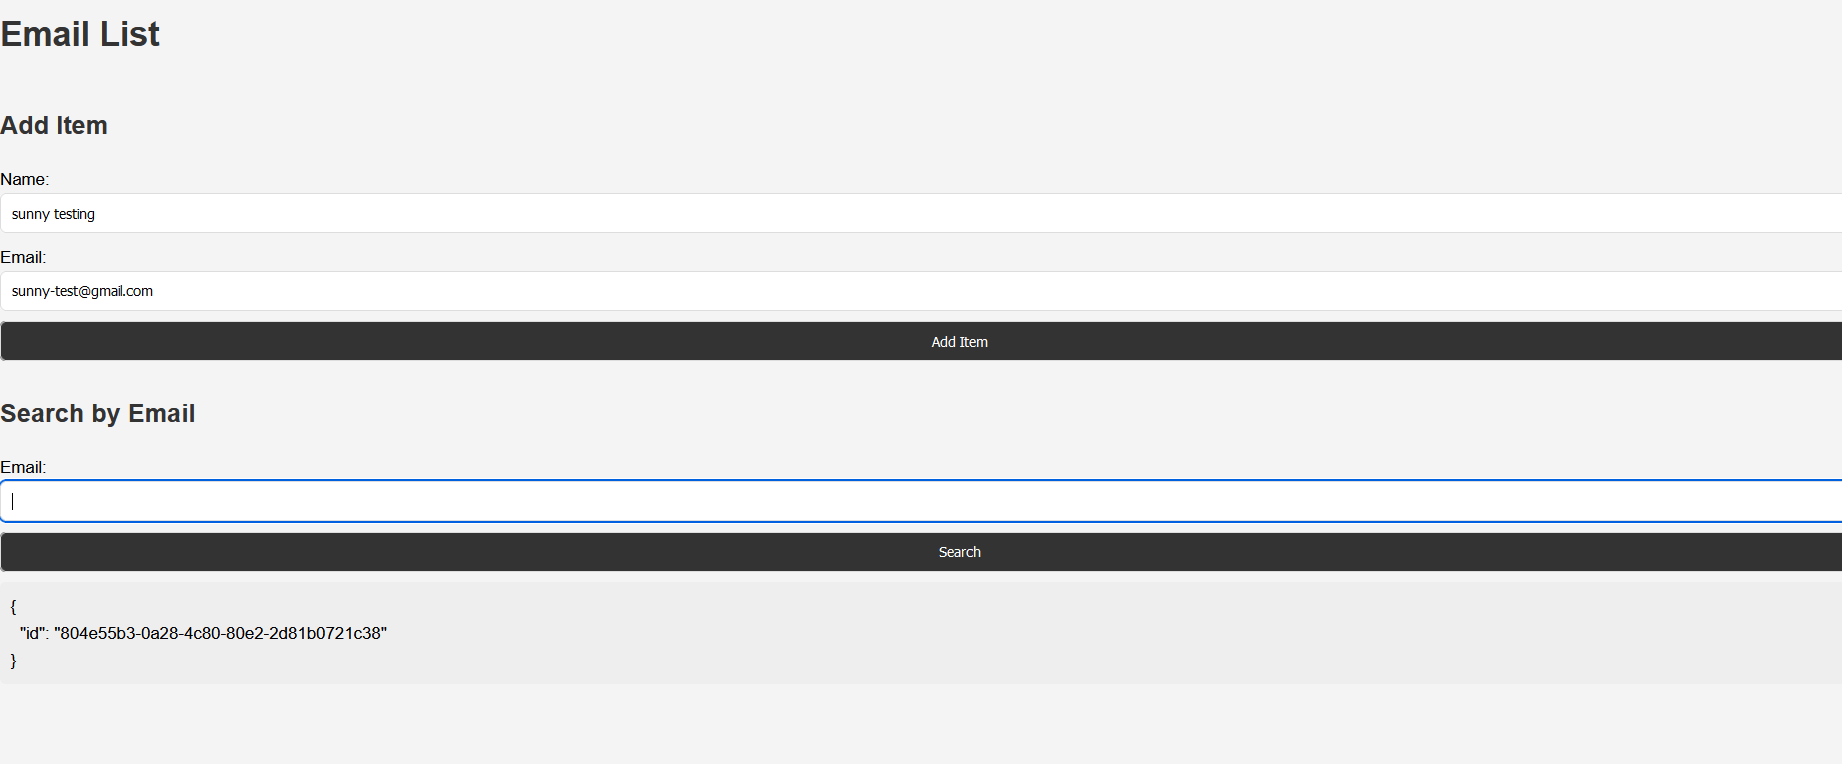 Email List
Add Item
Name:
sunny testing
Email:
sunny-test@gmail.com
Add Item
Search by Email
Email:
Search
{
"id": "804e55b3-0a28-4c80-80e2-2d81b0721c38"
}